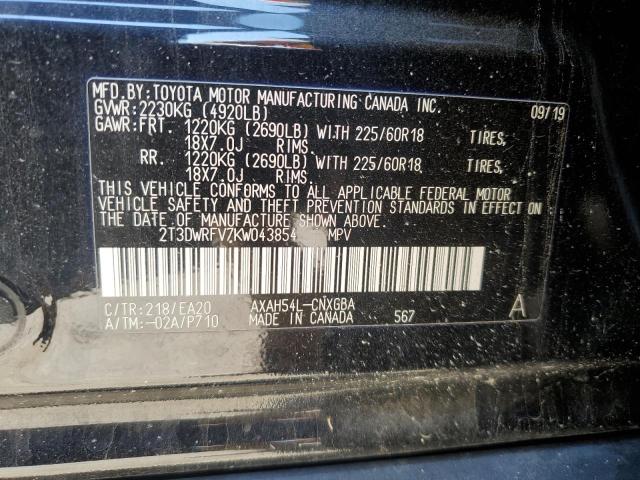 MFD. BY: TOYOTA MOTOR MANUFACTURING CANADA INC.
GVWR: 2230KG (4920LB) 09/19
GAWR: FRT. 1220KG (2690LB) WITH 225/60R18 TIRES,
18X7.0J RIMS.
RR. 1220KG (2690LB) WITH 225/60R18, TIRES,
18X7.0J RIMS.
THIS VEHICLE CONFORMS TO ALL APPLICABLE FEDERAL MOTOR
VEHICLE SAFETY AND THEFT PREVENTION STANDARDS IN EFFECT ON
THE DATE OF MANUFACTURE SHOWN ABOVE.
2T3DWRFV7KW043854 MPV
C/TR: 218/EA20 AXAH54L-CNXGBA
A/TM: -02A/P710 MADE IN CANADA 567 A